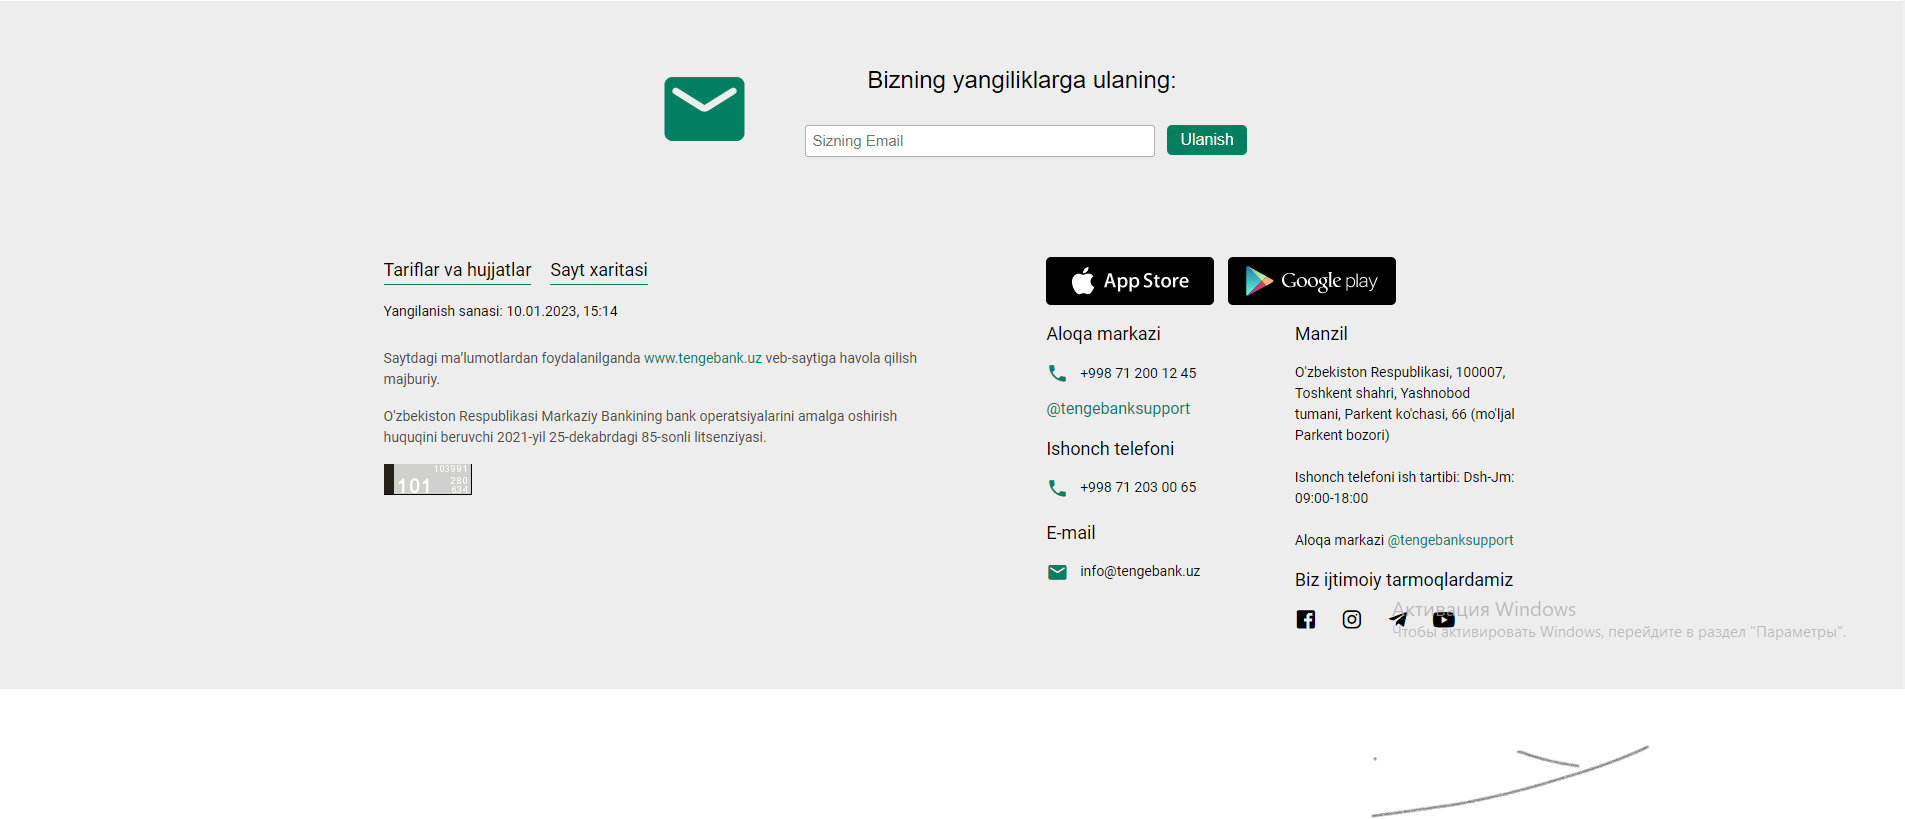 Bizning yangiliklarga ulaning:
Sizning Email
Ulanish
Tariflar va hujjatlar Sayt xaritasi
Yangilanish sanasi: 10.01.2023, 15:14
Saytdagi ma’lumotlardan foydalanilganda www.tengebank.uz veb-saytiga havola qilish
majburiy.
O'zbekiston Respublikasi Markaziy Bankining bank operatsiyalarini amalga oshirish
huquqini beruvchi 2021-yil 25-dekabrdagi 85-sonli litsenziyasi.
103991
101 280
634
App Store
Google play
Aloqa markazi
+998 71 200 12 45
@tengebanksupport
Ishonch telefoni
+998 71 203 00 65
E-mail
info@tengebank.uz
Manzil
O'zbekiston Respublikasi, 100007,
Toshkent shahri, Yashnobod
tumani, Parkent ko'chasi, 66 (mo'ljal
Parkent bozori)
Ishonch telefoni ish tartibi: Dsh-Jm:
09:00-18:00
Aloqa markazi @tengebanksupport
Biz ijtimoiy tarmoqlardamiz
Активация Windows
Чтобы активировать Windows, перейдите в раздел "Параметры".